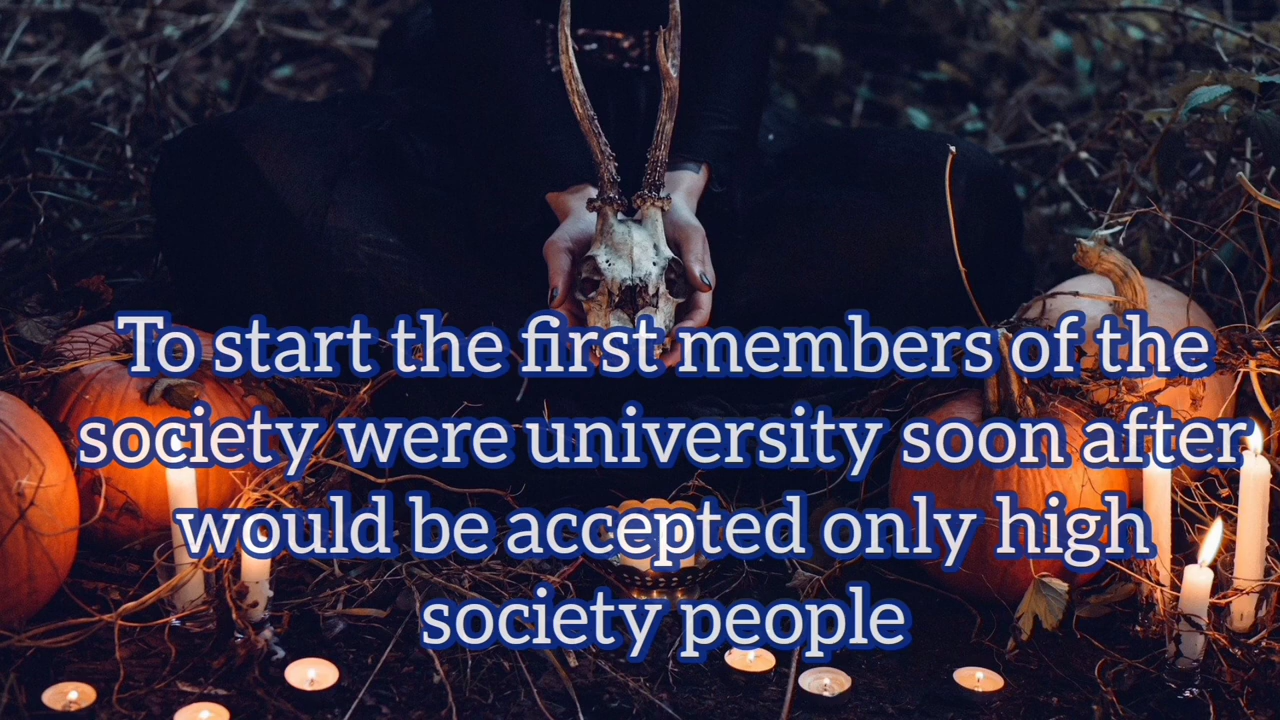 To start the first members of the
society were university soon after
would be accepted only high
society people